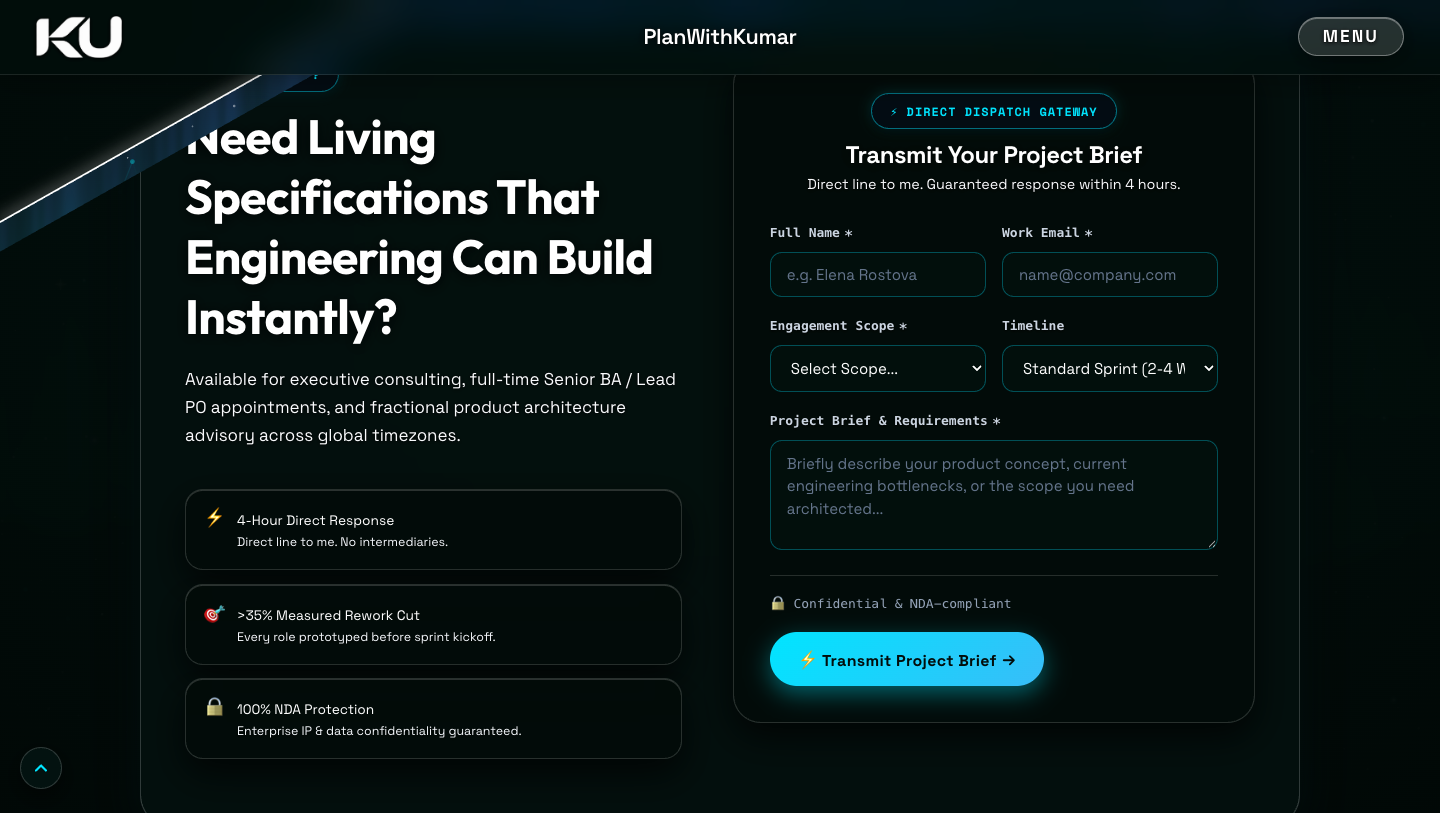 KU
PlanWithKumar
MENU
?
Need Living
Specifications That
Engineering Can Build
Instantly?
Available for executive consulting, full-time Senior BA / Lead
PO appointments, and fractional product architecture
advisory across global timezones.
⚡ 4-Hour Direct Response
Direct line to me. No intermediaries.
🎯 >35% Measured Rework Cut
Every role prototyped before sprint kickoff.
🔒 100% NDA Protection
Enterprise IP & data confidentiality guaranteed.
⚡ DIRECT DISPATCH GATEWAY
Transmit Your Project Brief
Direct line to me. Guaranteed response within 4 hours.
Full Name *
Work Email *
e.g. Elena Rostova
name@company.com
Engagement Scope *
Timeline
Select Scope...
Standard Sprint (2-4 W
Project Brief & Requirements *
Briefly describe your product concept, current
engineering bottlenecks, or the scope you need
architected...
🔒 Confidential & NDA-compliant
⚡ Transmit Project Brief →